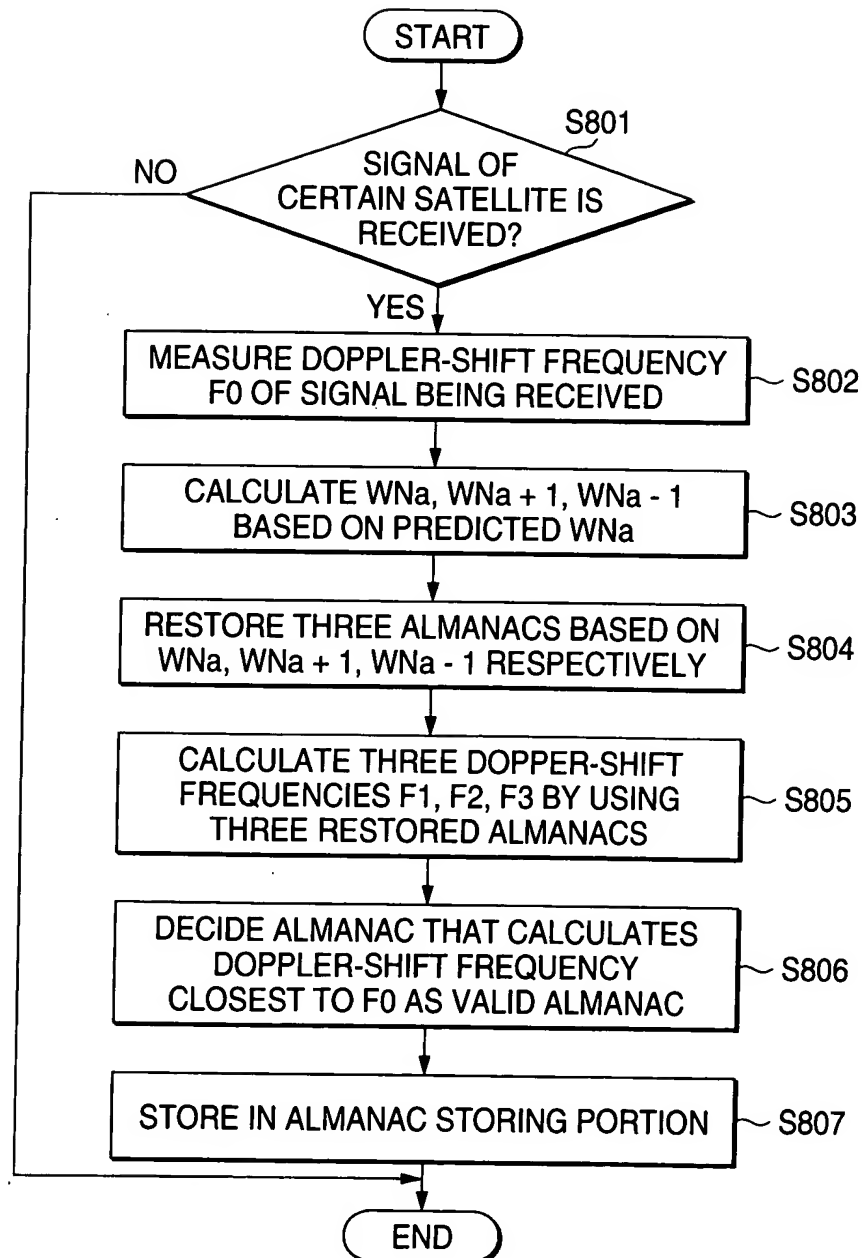 START
S801
NO
SIGNAL OF
CERTAIN SATELLITE IS
RECEIVED?
YES
MEASURE DOPPLER-SHIFT FREQUENCY
F0 OF SIGNAL BEING RECEIVED
S802
CALCULATE WNa, WNa + 1, WNa - 1
BASED ON PREDICTED WNa
S803
RESTORE THREE ALMANACS BASED ON
WNa, WNa + 1, WNa - 1 RESPECTIVELY
S804
CALCULATE THREE DOPPER-SHIFT
FREQUENCIES F1, F2, F3 BY USING
THREE RESTORED ALMANACS
S805
DECIDE ALMANAC THAT CALCULATES
DOPPLER-SHIFT FREQUENCY
CLOSEST TO F0 AS VALID ALMANAC
S806
STORE IN ALMANAC STORING PORTION
S807
END